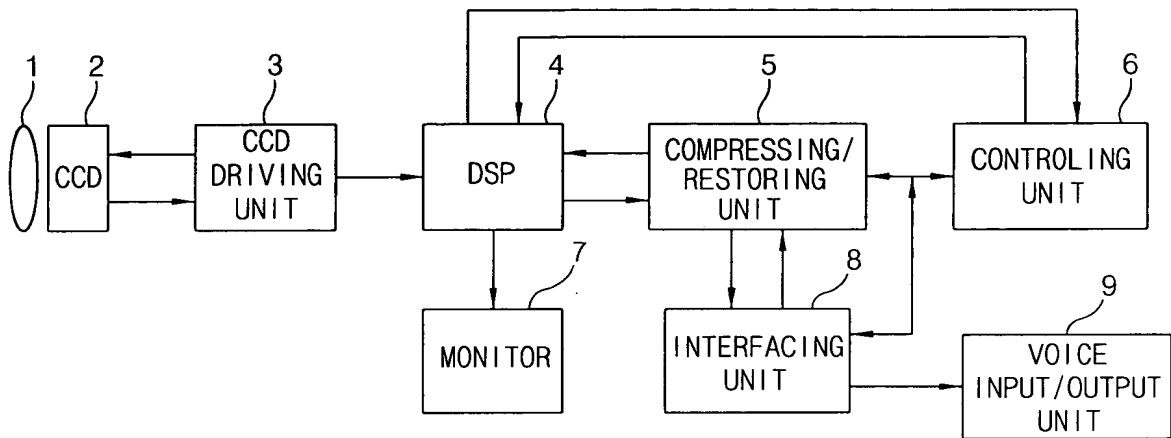 1
2
3
4
5
6
CCD
CCD
DRIVING
UNIT
DSP
COMPRESSING/
RESTORING
UNIT
CONTROLING
UNIT
7
8
9
MONITOR
INTERFACING
UNIT
VOICE
INPUT/OUTPUT
UNIT